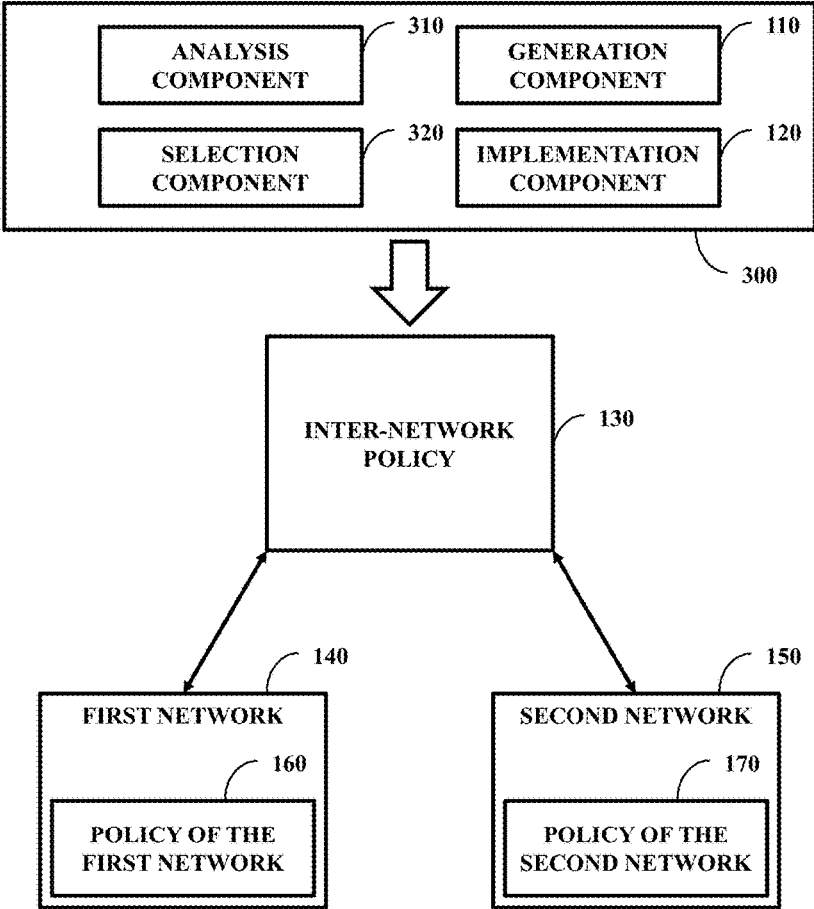 ANALYSIS
COMPONENT
310
GENERATION
COMPONENT
110
SELECTION
COMPONENT
320
IMPLEMENTATION
COMPONENT
120
300
INTER-NETWORK
POLICY
130
140
FIRST NETWORK
160
POLICY OF THE
FIRST NETWORK
150
SECOND NETWORK
170
POLICY OF THE
SECOND NETWORK